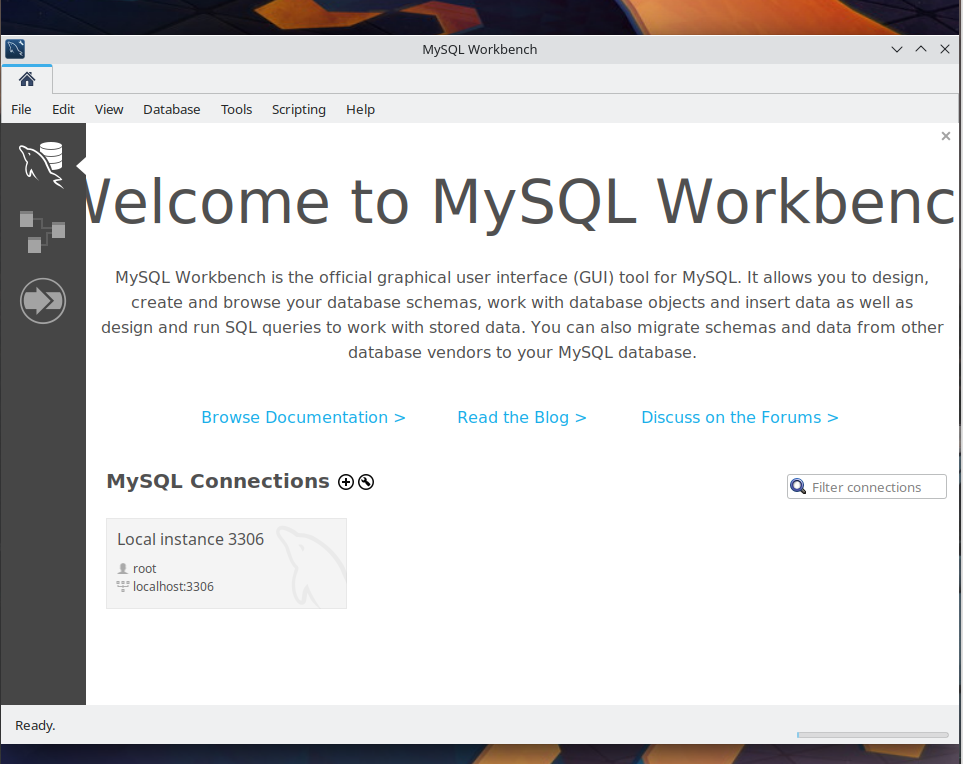 MySQL Workbench
File Edit View Database Tools Scripting Help
Welcome to MySQL Workbenc
MySQL Workbench is the official graphical user interface (GUI) tool for MySQL. It allows you to design,
create and browse your database schemas, work with database objects and insert data as well as
design and run SQL queries to work with stored data. You can also migrate schemas and data from other
database vendors to your MySQL database.
Browse Documentation > Read the Blog > Discuss on the Forums >
MySQL Connections
Filter connections
Local instance 3306
root
localhost:3306
Ready.